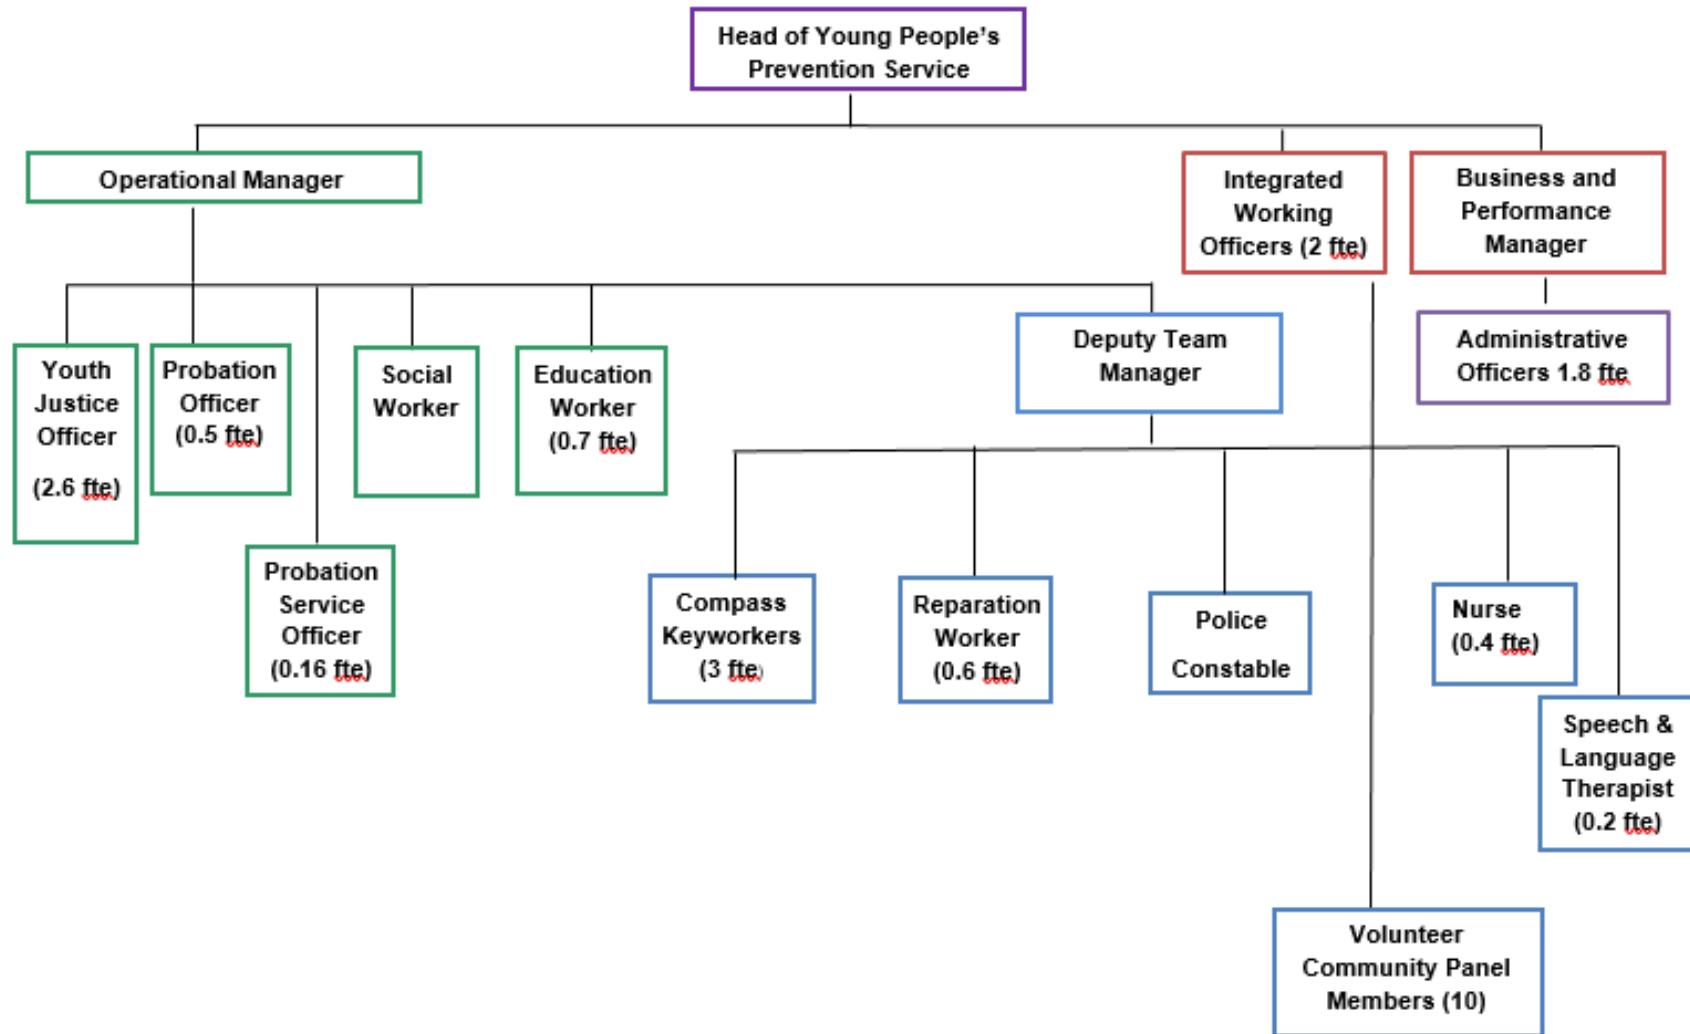 Head of Young People's
Prevention Service
Operational Manager
Integrated
Working
Officers (2 fte)
Business and
Performance
Manager
Youth
Justice
Officer
(2.6 fte)
Probation
Officer
(0.5 fte)
Social
Worker
Education
Worker
(0.7 fte)
Deputy Team
Manager
Administrative
Officers 1.8 fte
Probation
Service
Officer
(0.16 fte)
Compass
Keyworkers
(3 fte)
Reparation
Worker
(0.6 fte)
Police
Constable
Nurse
(0.4 fte)
Speech &
Language
Therapist
(0.2 fte)
Volunteer
Community Panel
Members (10)